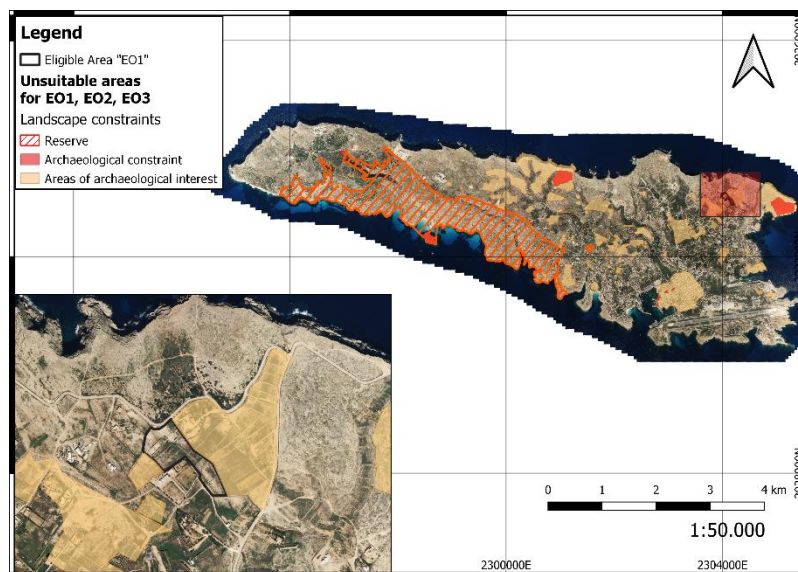 Legend
Eligible Area "EO1"
Unsuitable areas
for EO1, EO2, EO3
Landscape constraints
Reserve
Archaeological constraint
Areas of archaeological interest
0 1 2 3 4 km
1:50.000
2300000E
2304000E